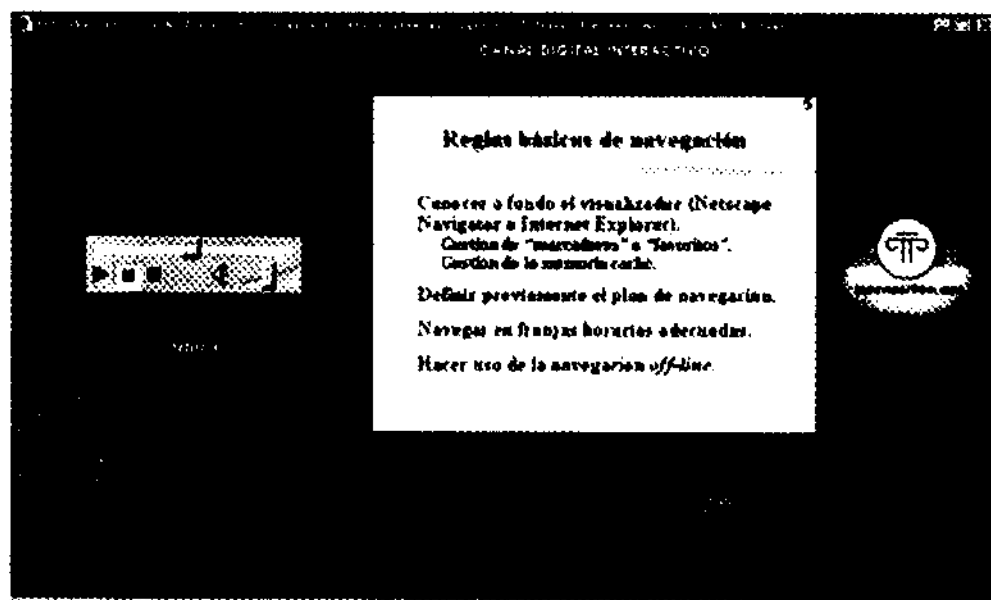 CANAL DIGITAL INTERACTIVO
Reglas básicas de navegación
Conocer a fondo el visualizador (Netscape
Navigator o Internet Explorer).
Gestión de "marcadores" o "favoritos".
Gestión de la memoria caché.
Definir previamente el plan de navegación.
Navegar en franjas horarias adecuadas.
Hacer uso de la navegación off-line.